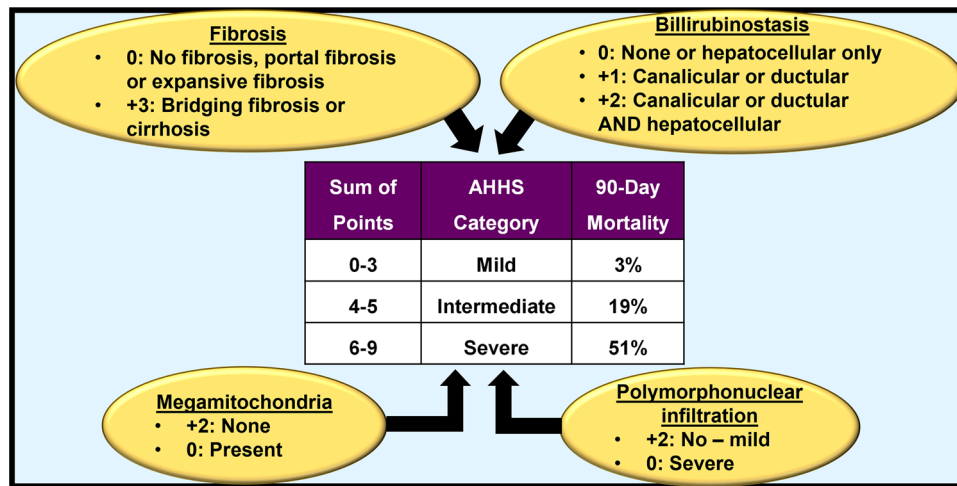 Fibrosis
• 0: No fibrosis, portal fibrosis
or expansive fibrosis
• +3: Bridging fibrosis or
cirrhosis
Billirubinostasis
• 0: None or hepatocellular only
• +1: Canalicular or ductular
• +2: Canalicular or ductular
AND hepatocellular
Sum of
Points
AHHS
Category
90-Day
Mortality
0-3 Mild 3%
4-5 Intermediate 19%
6-9 Severe 51%
Megamitochondria
• +2: None
• 0: Present
Polymorphonuclear
infiltration
• +2: No – mild
• 0: Severe